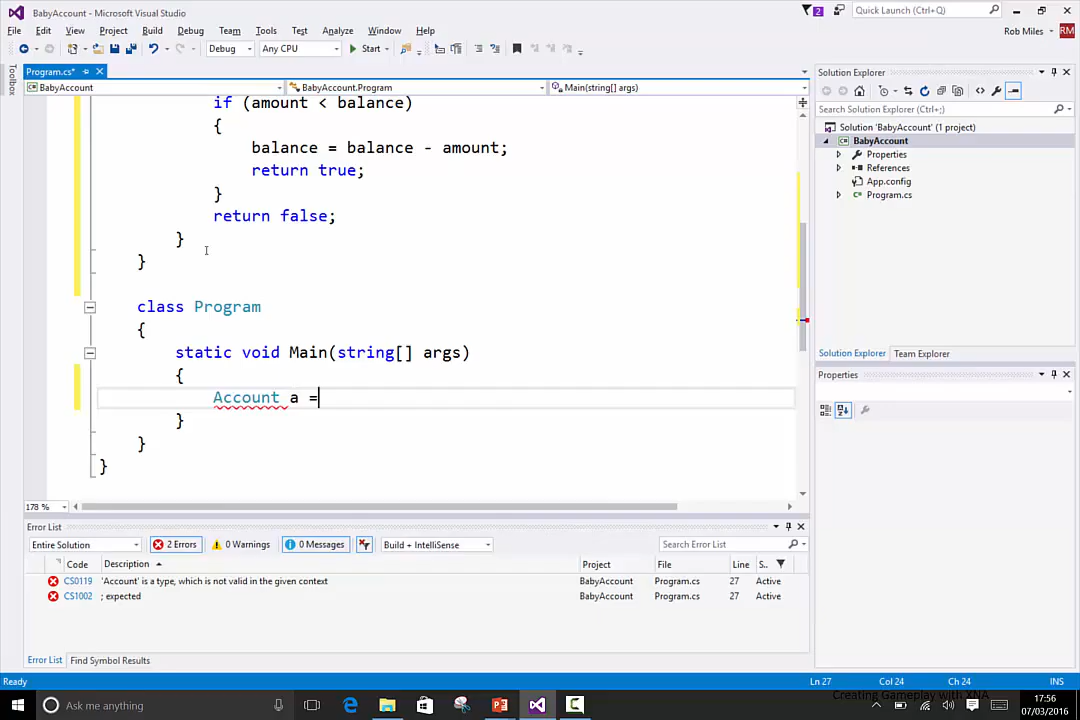 BabyAccount - Microsoft Visual Studio
2
Quick Launch (Ctrl+Q)
File Edit View Project Build Debug Team Tools Test Analyze Window Help
Rob Miles RM
Debug Any CPU Start
Toolbox
Program.cs*
BabyAccount BabyAccount.Program Main(string[] args)
if (amount < balance)
{
balance = balance - amount;
return true;
}
return false;
}
}
class Program
{
static void Main(string[] args)
{
Account a =
}
}
}
178 %
Solution Explorer
Search Solution Explorer (Ctrl+;)
Solution 'BabyAccount' (1 project)
BabyAccount
Properties
References
App.config
C# Program.cs
Solution Explorer Team Explorer
Properties
Error List
Entire Solution 2 Errors 0 Warnings 0 Messages Build + IntelliSense Search Error List
Code Description Project File Line S..
CS0119 'Account' is a type, which is not valid in the given context BabyAccount Program.cs 27 Active
CS1002 ; expected BabyAccount Program.cs 27 Active
Error List Find Symbol Results
Ready Ln 27 Col 24 Ch 24 INS
Creating Gameplay with XNA
Ask me anything
17:56
07/03/2016